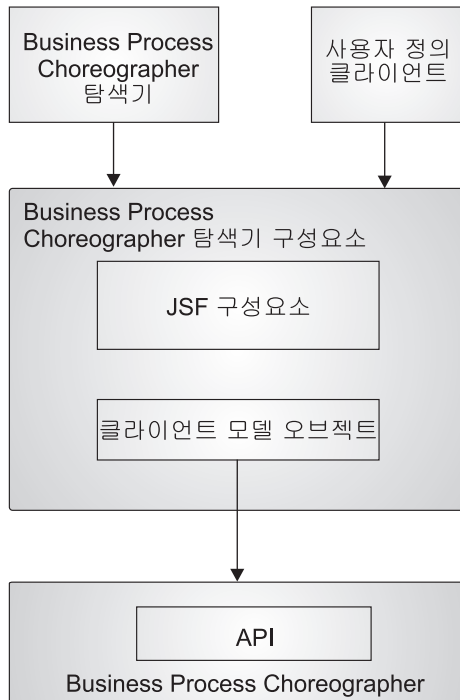 Business Process
Choreographer
탐색기
사용자 정의
클라이언트
Business Process
Choreographer 탐색기 구성요소
JSF 구성요소
클라이언트 모델 오브젝트
API
Business Process Choreographer